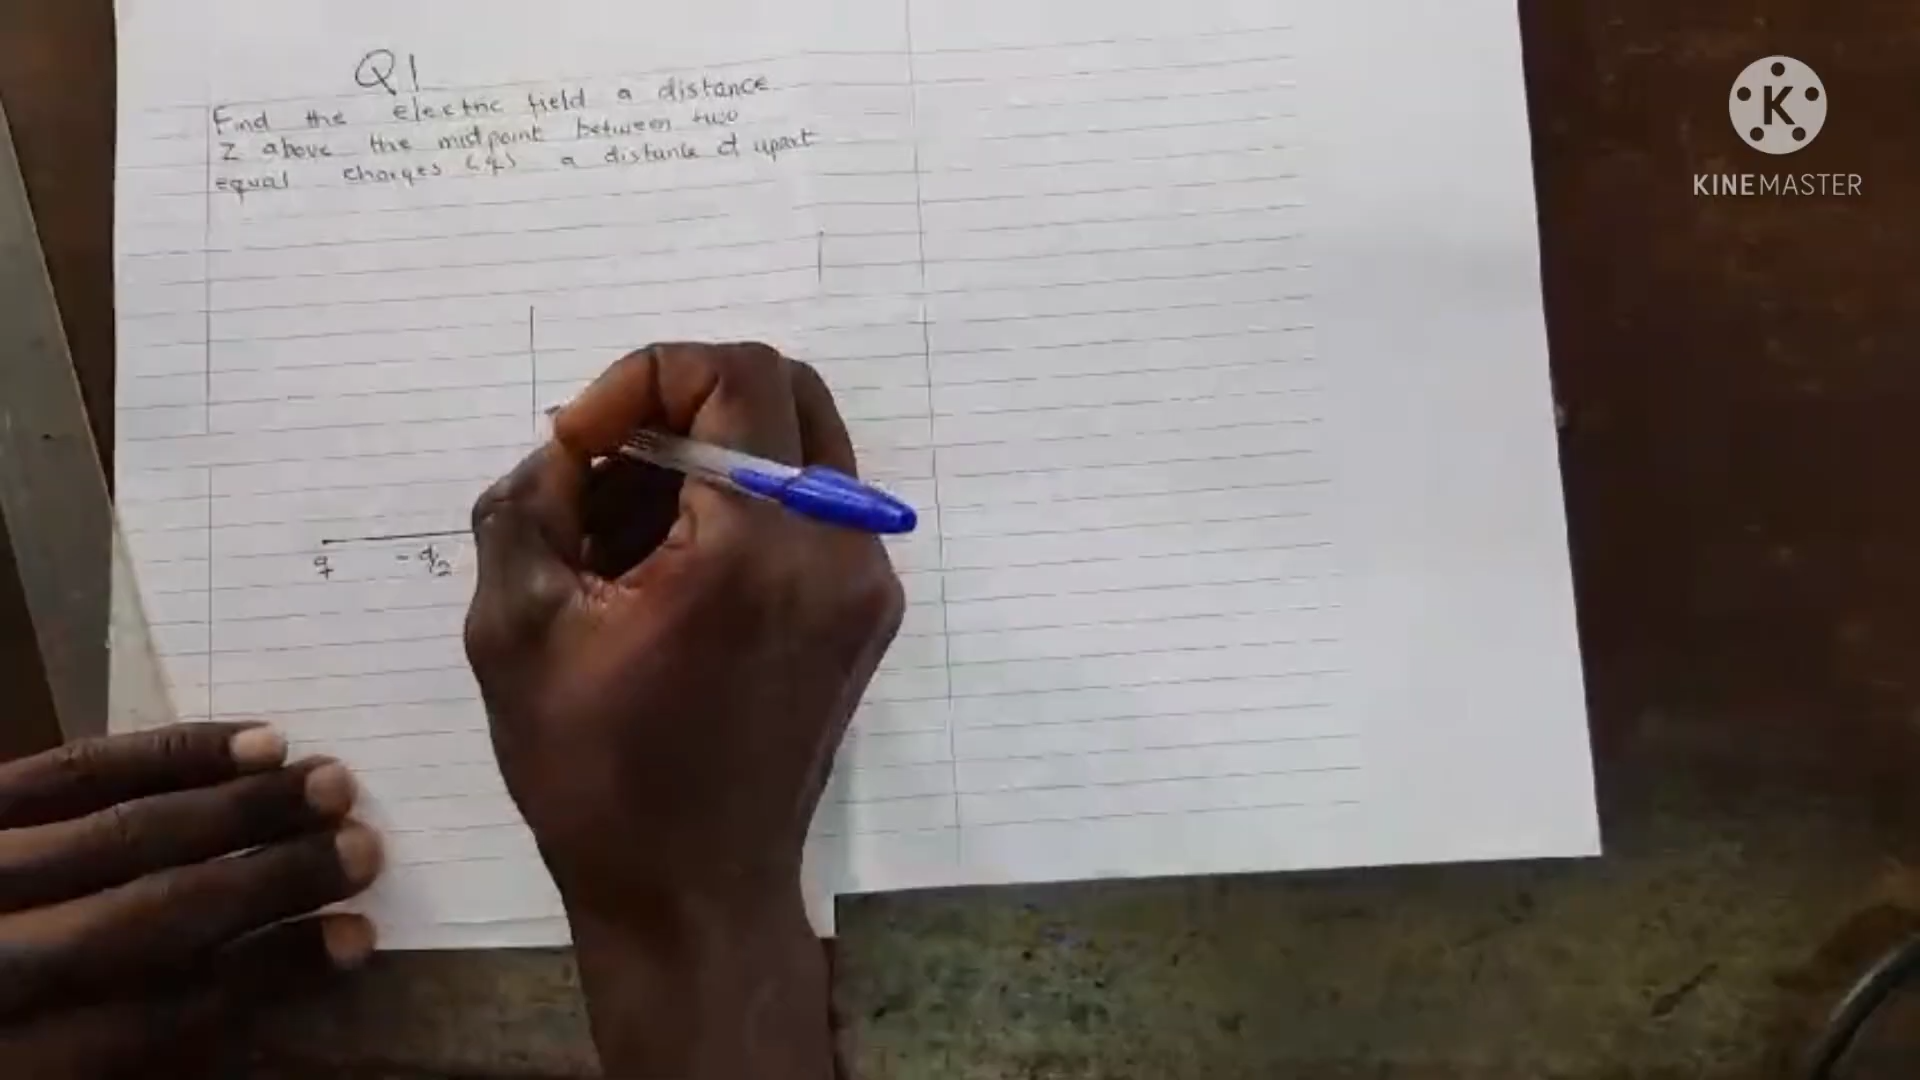 Q1
Find the electric field a distance
Z above the midpoint between two
equal charges (q) a distance d apart
q
-d/2
K
KINEMASTER